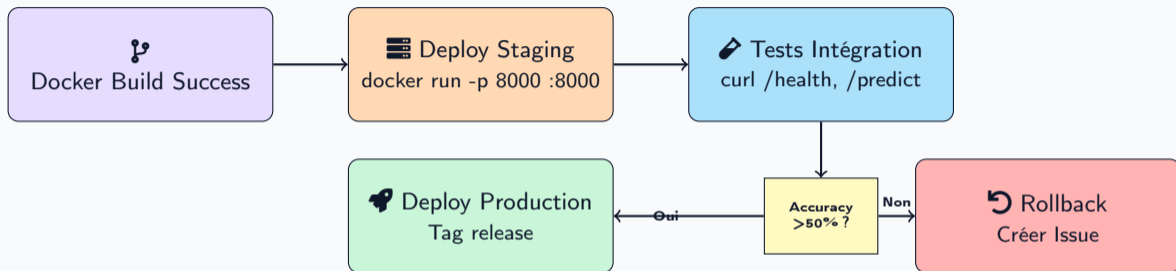 Docker Build Success
Deploy Staging
docker run -p 8000 :8000
Tests Intégration
curl /health, /predict
Deploy Production
Tag release
Oui
Accuracy
>50% ?
Non
Rollback
Créer Issue